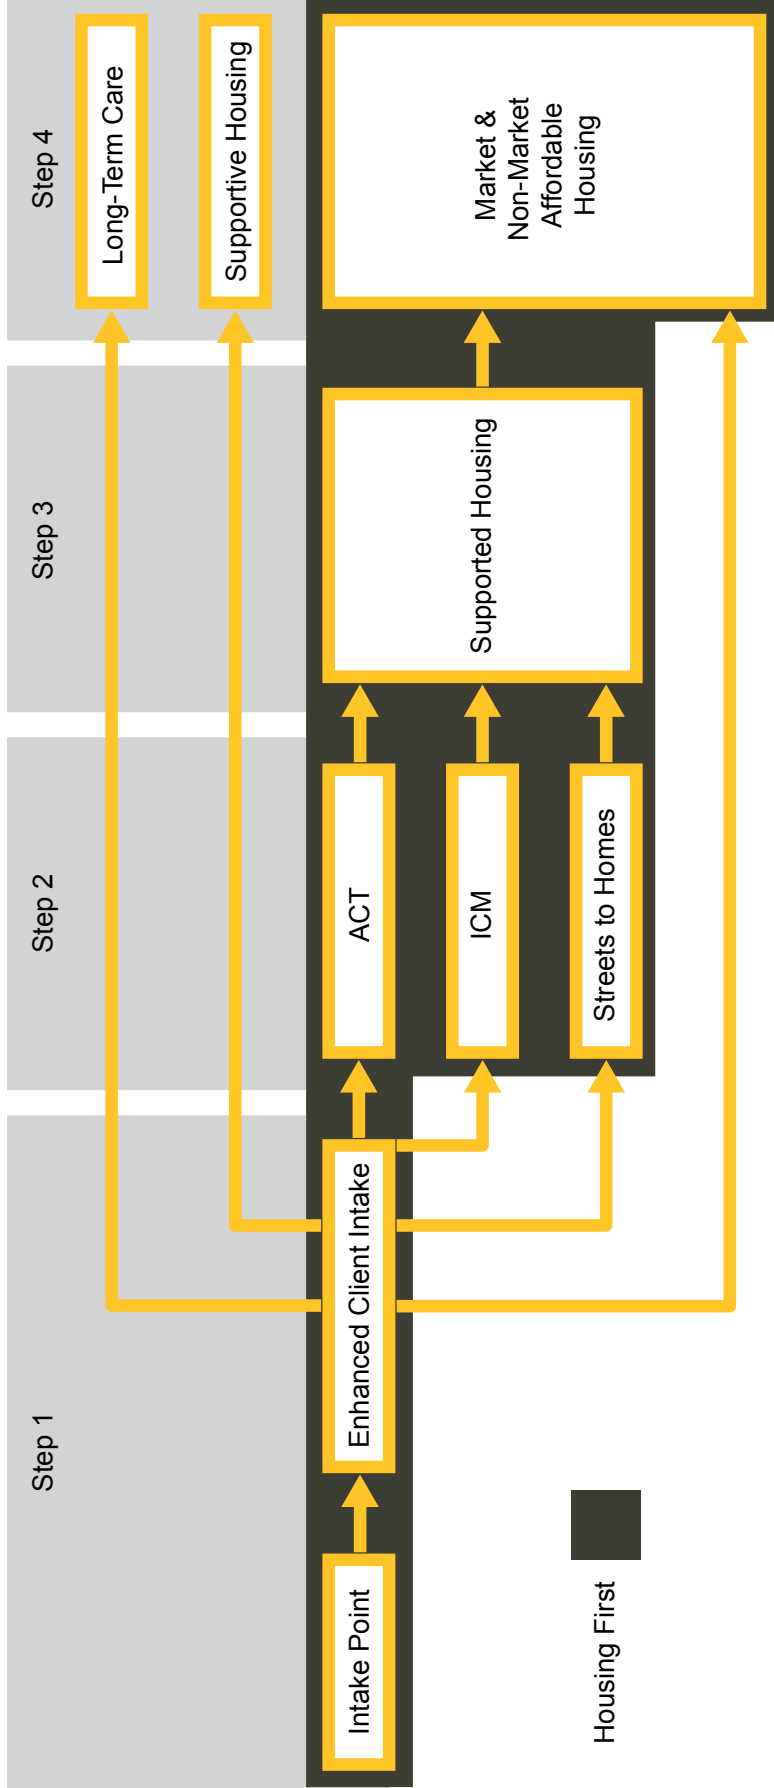 Step 1
Step 2
Step 3
Step 4
Long-Term Care
Supportive Housing
Intake Point
Enhanced Client Intake
ACT
ICM
Streets to Homes
Supported Housing
Market &
Non-Market
Affordable
Housing
Housing First